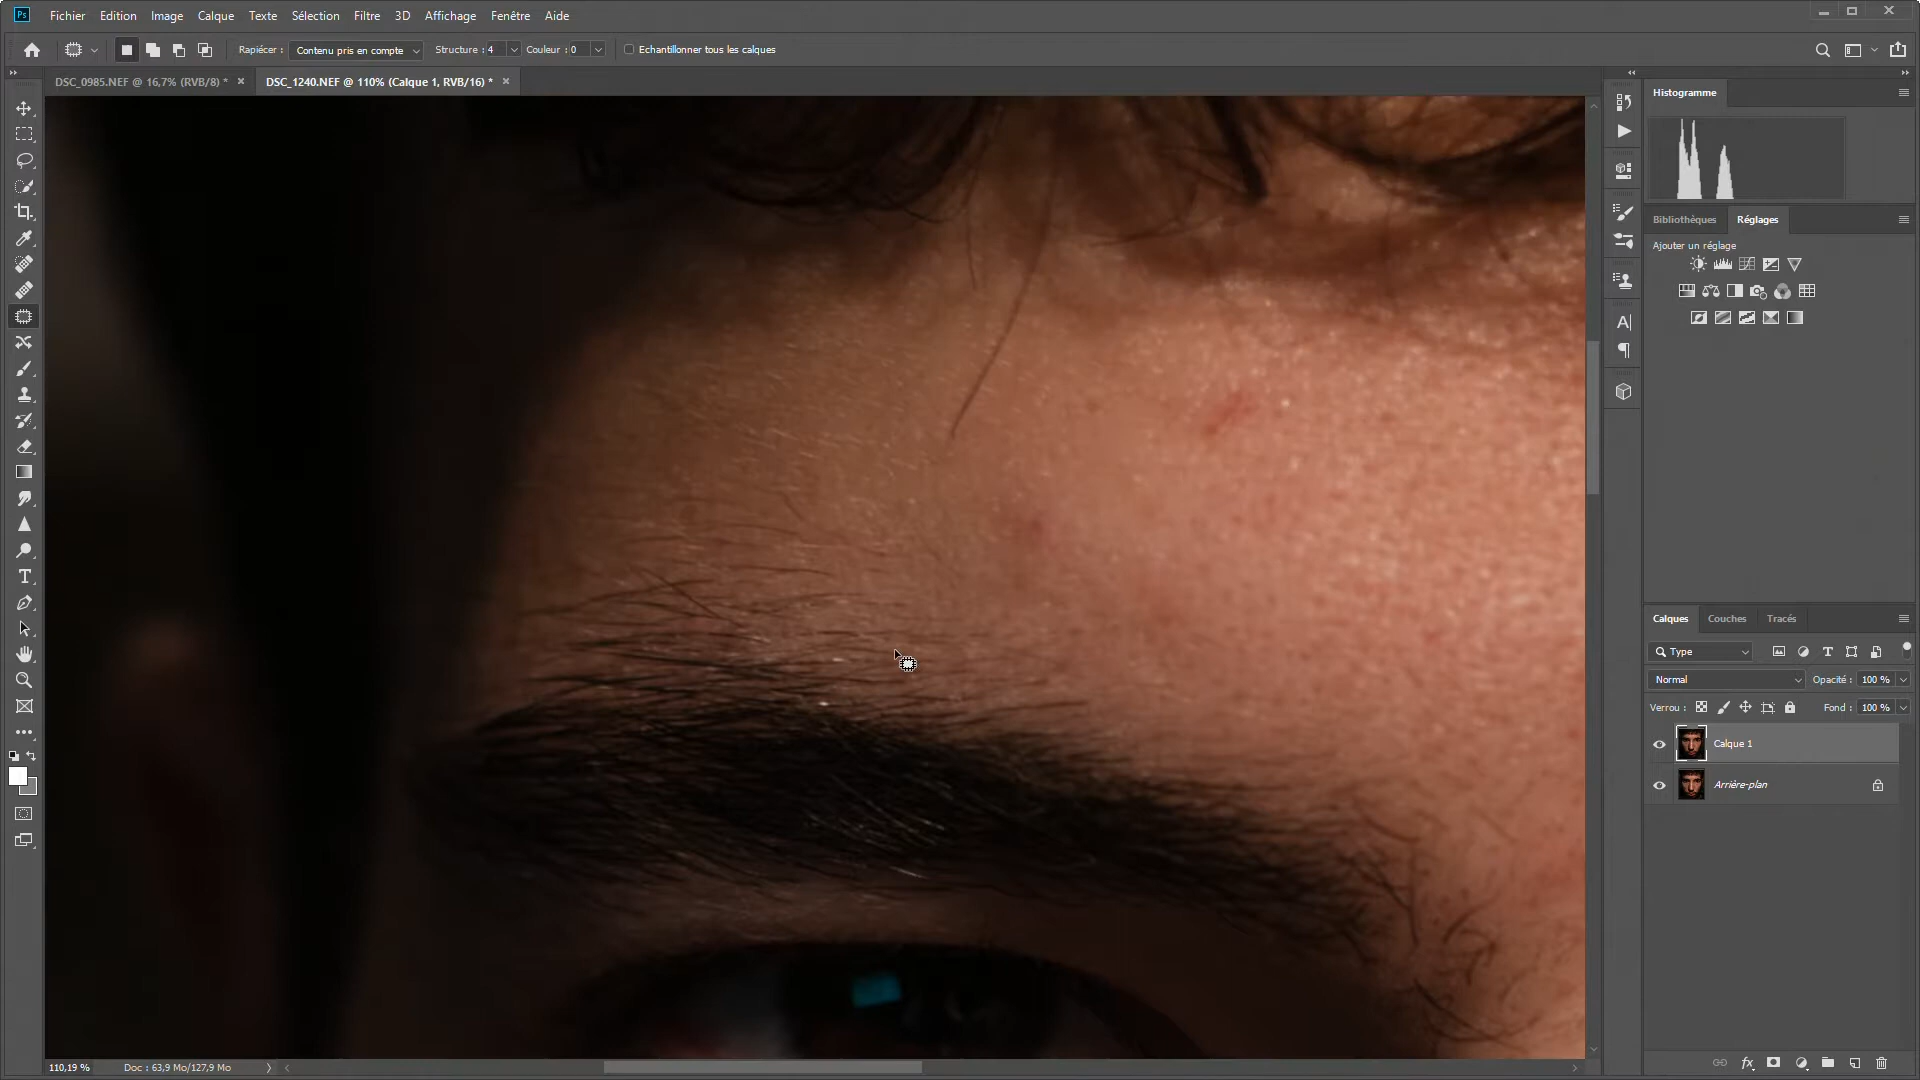 Ps Fichier Edition Image Calque Texte Sélection Filtre 3D Affichage Fenêtre Aide
Rapiécer : Contenu pris en compte Structure : 4 Couleur : 0 Echantillonner tous les calques
DSC_0985.NEF @ 16,7% (RVB/8) * × DSC_1240.NEF @ 110% (Calque 1, RVB/16) * ×
Histogramme
Bibliothèques Réglages
Ajouter un réglage
Calques Couches Tracés
Type
Normal Opacité : 100 %
Verrou : Fond : 100 %
Calque 1
Arrière-plan
110,19 % Doc : 63,9 Mo/127,9 Mo